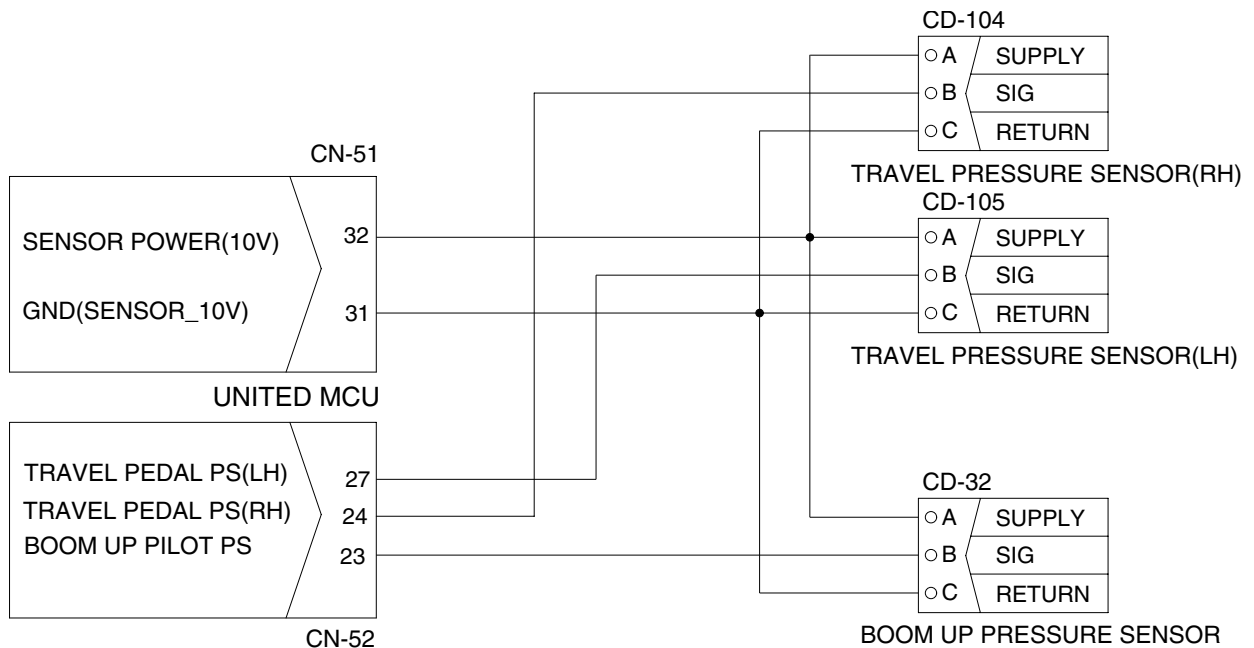 CD-104
A SUPPLY
B SIG
C RETURN
TRAVEL PRESSURE SENSOR(RH)
CN-51
SENSOR POWER(10V) 32
GND(SENSOR_10V) 31
UNITED MCU
CD-105
A SUPPLY
B SIG
C RETURN
TRAVEL PRESSURE SENSOR(LH)
TRAVEL PEDAL PS(LH) 27
TRAVEL PEDAL PS(RH) 24
BOOM UP PILOT PS 23
CN-52
CD-32
A SUPPLY
B SIG
C RETURN
BOOM UP PRESSURE SENSOR